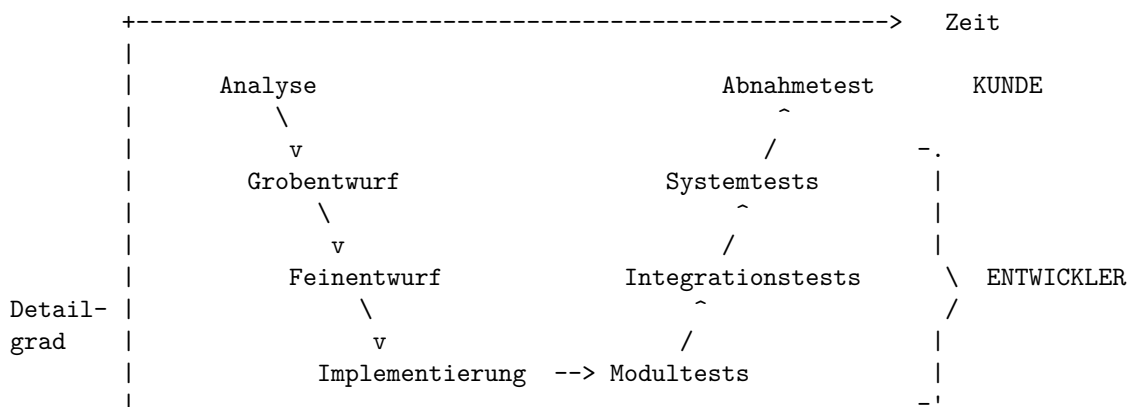 +----------------------------------------------------> Zeit
|
| Analyse Abnahmetest KUNDE
| \ ^
| v / -.
| Grobentwurf Systemtests |
| \ ^ |
| v / |
| Feinentwurf Integrationstests \ ENTWICKLER
Detail- | \ ^ /
grad | v / |
| Implementierung --> Modultests |
| -'